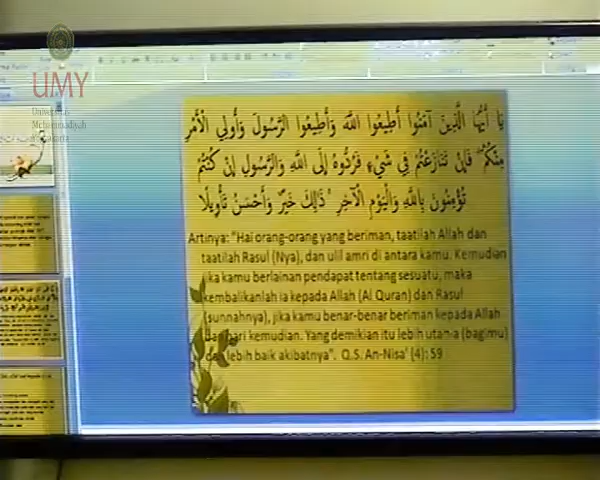 UMY
Universitas
Muhammadiyah
Yogyakarta
يَا أَيُّهَا الَّذِينَ آمَنُوا أَطِيعُوا اللَّهَ وَأَطِيعُوا الرَّسُولَ وَأُولِي الْأَمْرِ
مِنْكُمْ فَإِنْ تَنَازَعْتُمْ فِي شَيْءٍ فَرُدُّوهُ إِلَى اللَّهِ وَالرَّسُولِ إِنْ كُنْتُمْ
تُؤْمِنُونَ بِاللَّهِ وَالْيَوْمِ الْآخِرِ ذَلِكَ خَيْرٌ وَأَحْسَنُ تَأْوِيلًا
Artinya: "Hai orang-orang yang beriman, taatilah Allah dan
taatilah Rasul (Nya), dan ulil amri di antara kamu. Kemudian
jika kamu berlainan pendapat tentang sesuatu, maka
kembalikanlah ia kepada Allah (Al Quran) dan Rasul
(sunnahnya), jika kamu benar-benar beriman kepada Allah
dan hari kemudian. Yang demikian itu lebih utama (bagimu)
dan lebih baik akibatnya". Q.S. An-Nisa' (4): 59